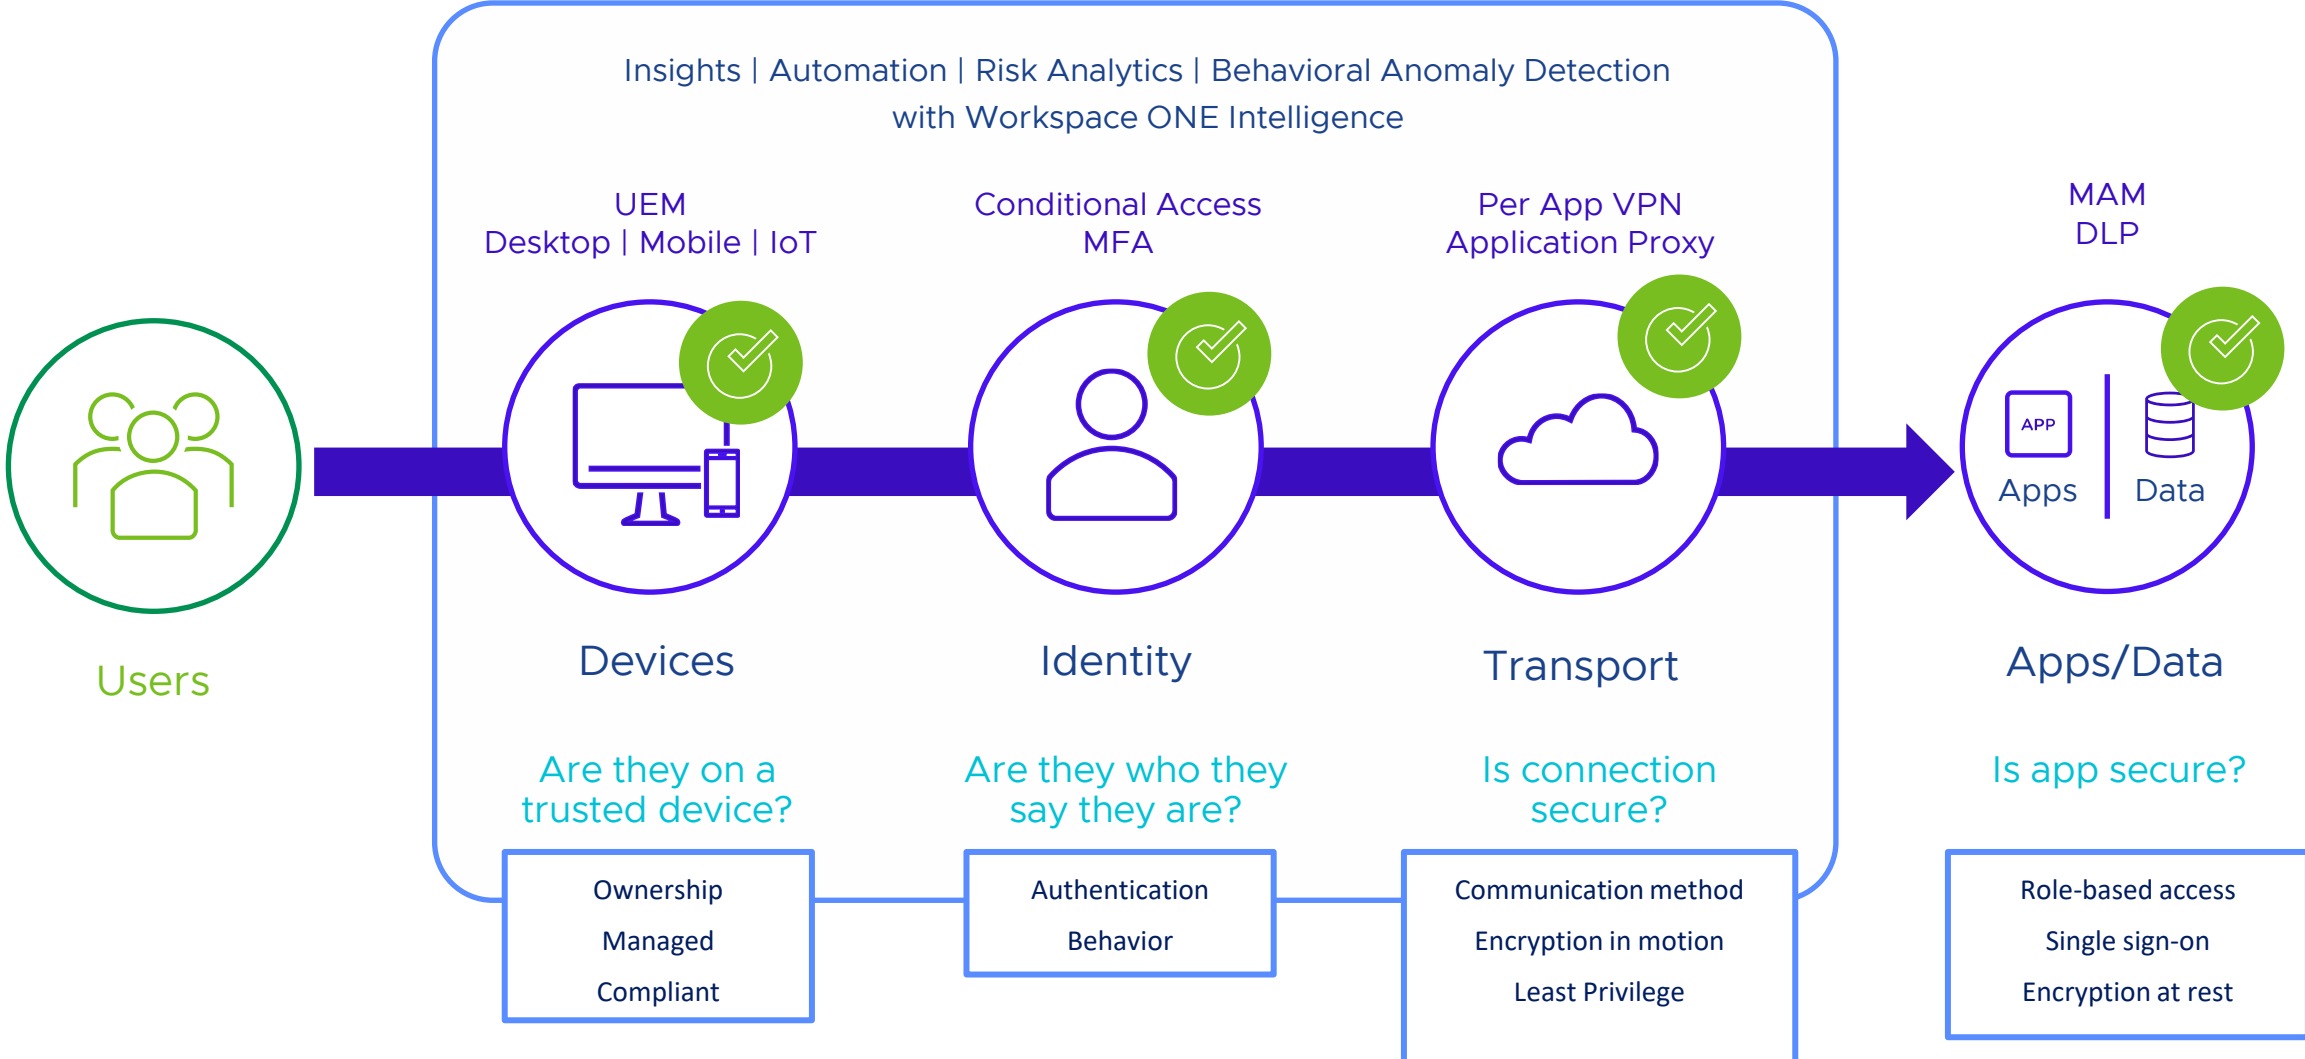 Insights | Automation | Risk Analytics | Behavioral Anomaly Detection
with Workspace ONE Intelligence
UEM
Desktop | Mobile | IoT
Conditional Access
MFA
Per App VPN
Application Proxy
MAM
DLP
APP
Apps
Data
Users
Devices
Identity
Transport
Apps/Data
Are they on a
trusted device?
Are they who they
say they are?
Is connection
secure?
Is app secure?
Ownership
Managed
Compliant
Authentication
Behavior
Communication method
Encryption in motion
Least Privilege
Role-based access
Single sign-on
Encryption at rest